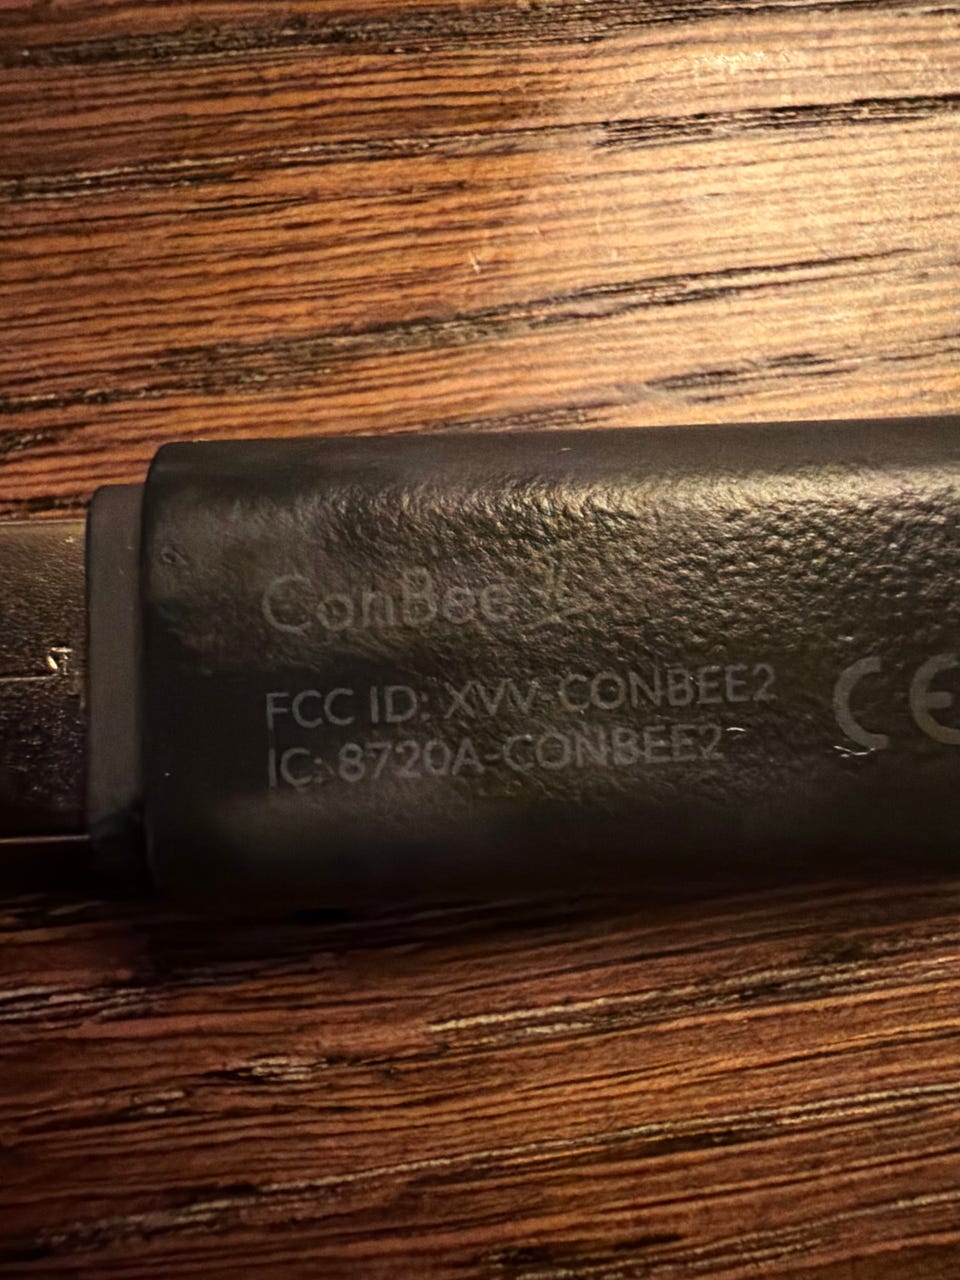 ConBee
FCC ID: XVV-CONBEE2
IC: 8720A-CONBEE2
CE